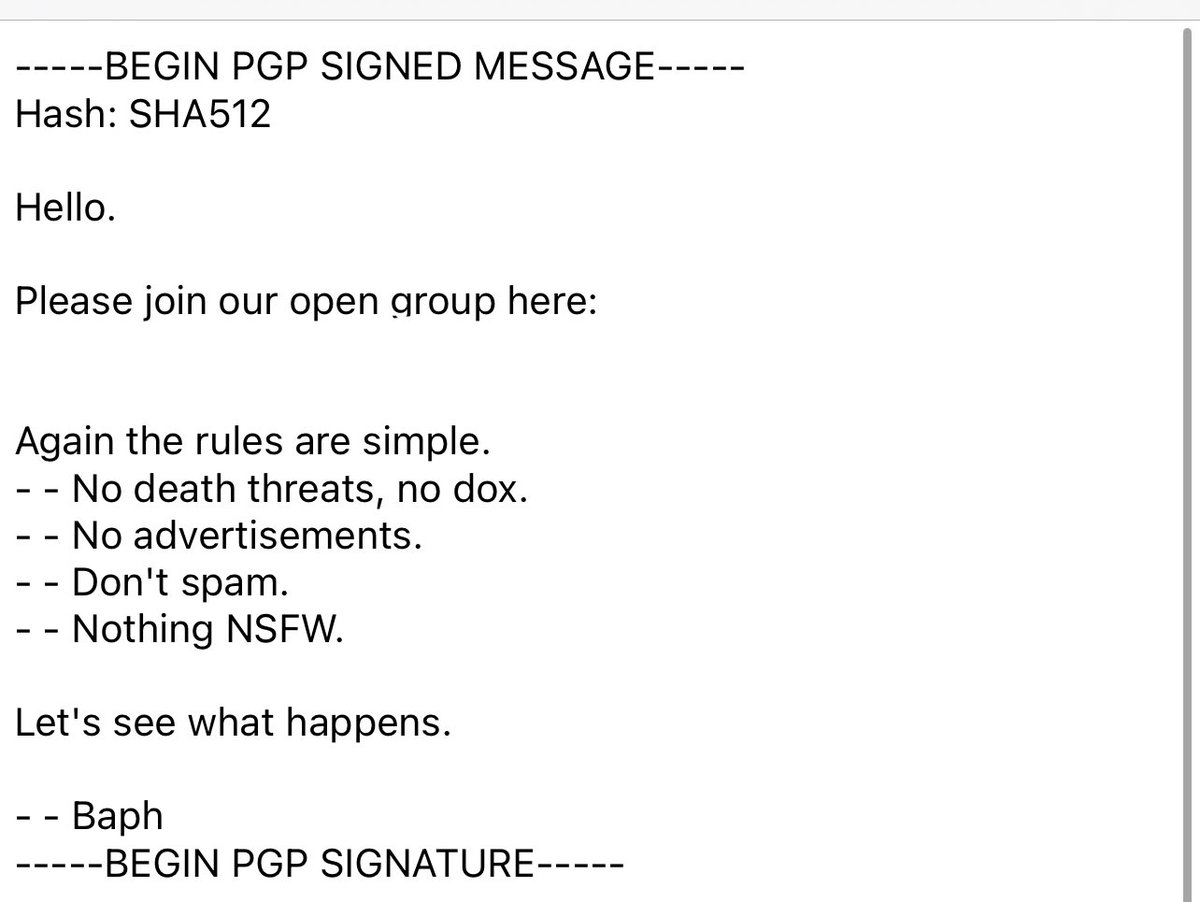 -----BEGIN PGP SIGNED MESSAGE-----
Hash: SHA512
Hello.
Please join our open group here:
Again the rules are simple.
- - No death threats, no dox.
- - No advertisements.
- - Don't spam.
- - Nothing NSFW.
Let's see what happens.
- - Baph
-----BEGIN PGP SIGNATURE-----